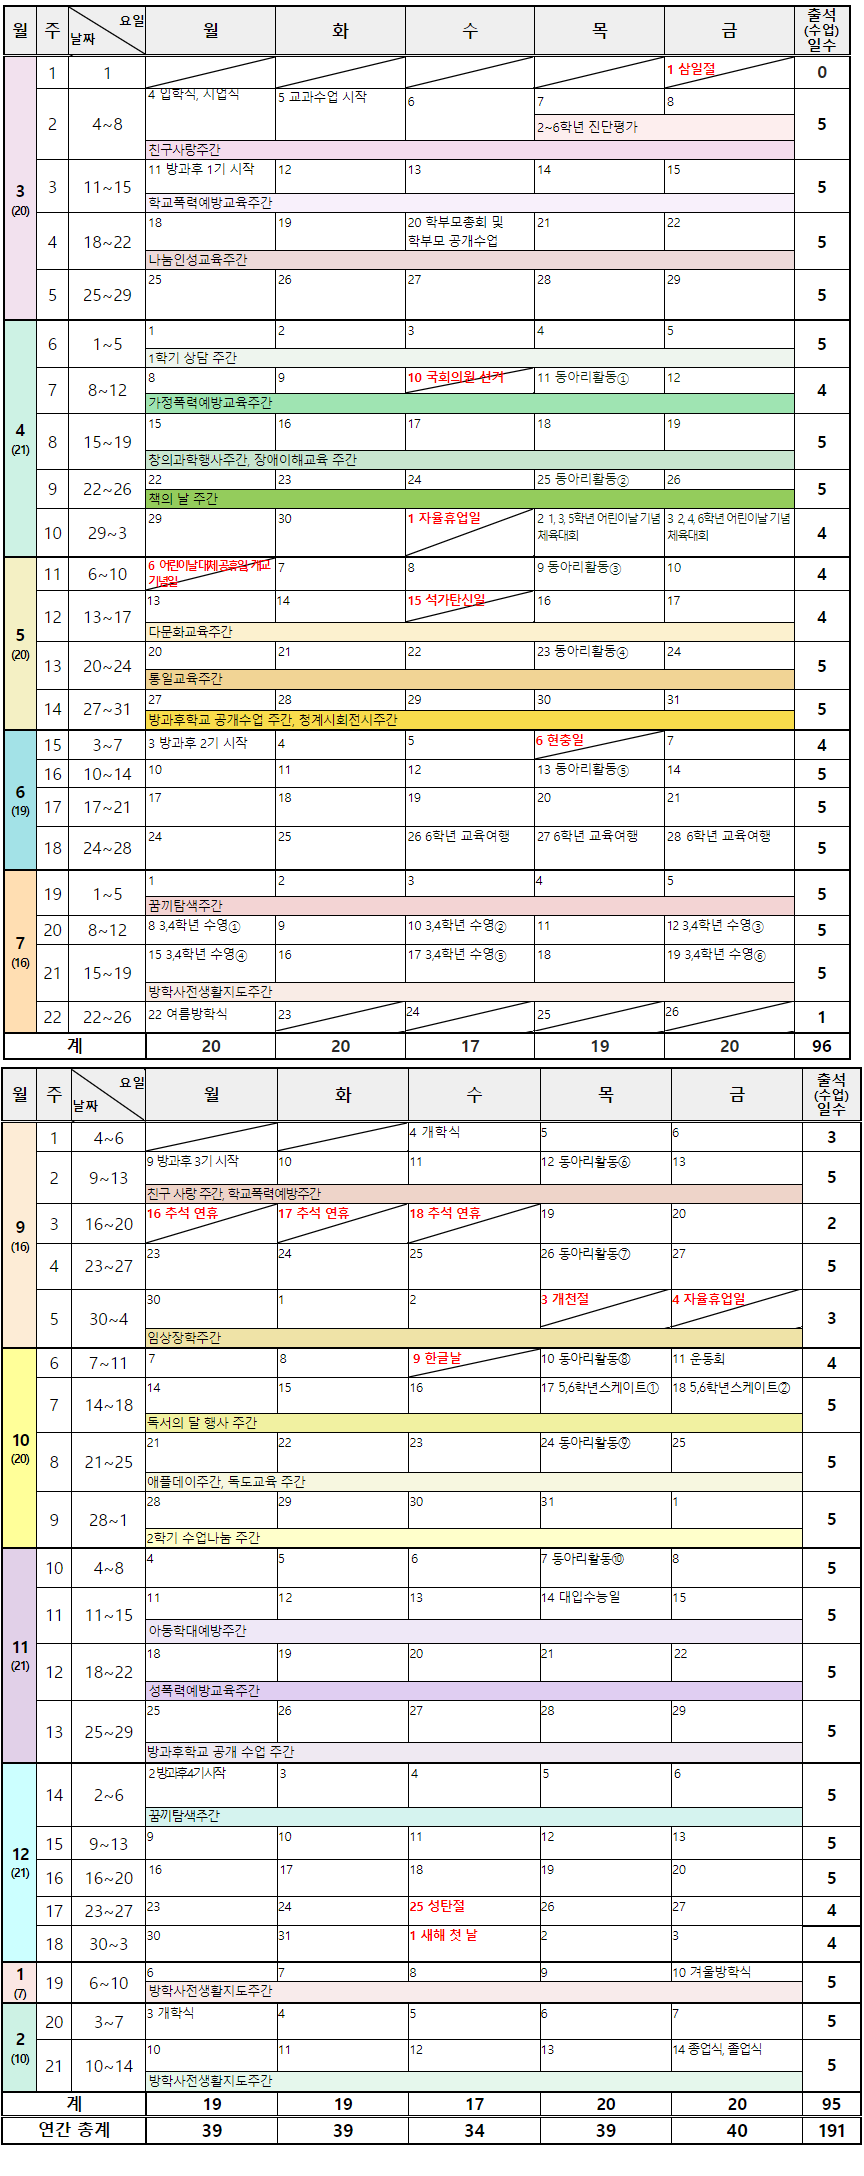 월 주 요일 날짜 월 화 수 목 금 출석 (수업) 일수
1 1 1 삼일절 0
4 입학식, 시업식 5 교과수업 시작 6 7 8
2 4~8 2~6학년 진단평가 5
친구사랑주간
11 방과후 1기 시작 12 13 14 15
3 11~15 5
학교폭력예방교육주간
3
(20)
18 19 20 학부모총회 및 21 22
학부모 공개수업
4 18~22 5
나눔인성교육주간
25 26 27 28 29
5 25~29 5
1 2 3 4 5
6 1~5 5
1학기 상담 주간
8 9 10 국회의원 선거 11 동아리활동① 12
7 8~12 4
가정폭력예방교육주간
4
(21)
15 16 17 18 19
8 15~19 5
창의과학행사주간, 장애이해교육 주간
22 23 24 25 동아리활동② 26
9 22~26 5
책의 날 주간
29 30 1 자율휴업일 2 1, 3, 5학년 어린이날 기념 3 2, 4, 6학년 어린이날 기념
체육대회 체육대회
10 29~3 4
6 어린이날 대체공휴일, 개교 7 8 9 동아리활동③ 10
기념일
11 6~10 4
13 14 15 석가탄신일 16 17
12 13~17 4
다문화교육주간
5
(20)
20 21 22 23 동아리활동④ 24
13 20~24 5
통일교육주간
27 28 29 30 31
14 27~31 5
방과후학교 공개수업 주간, 청계시회전시주간
15 3~7 3 방과후 2기 시작 4 5 6 현충일 7 4
16 10~14 10 11 12 13 동아리활동⑤ 14 5
6
(19)
17 17~21 17 18 19 20 21 5
18 24~28 24 25 26 6학년 교육여행 27 6학년 교육여행 28 6학년 교육여행 5
1 2 3 4 5
19 1~5 5
꿈끼탐색주간
20 8~12 8 3,4학년 수영① 9 10 3,4학년 수영② 11 12 3,4학년 수영③ 5
7
(16)
15 3,4학년 수영④ 16 17 3,4학년 수영⑤ 18 19 3,4학년 수영⑥
21 15~19 5
방학사전생활지도주간
22 22~26 22 여름방학식 23 24 25 26 1
계 20 20 17 19 20 96
월 주 요일 날짜 월 화 수 목 금 출석 (수업) 일수
1 4~6 4 개학식 5 6 3
9 방과후 3기 시작 10 11 12 동아리활동⑥ 13
2 9~13 5
친구 사랑 주간, 학교폭력예방주간
9
(16)
3 16~20 16 추석 연휴 17 추석 연휴 18 추석 연휴 19 20 2
4 23~27 23 24 25 26 동아리활동⑦ 27 5
30 1 2 3 개천절 4 자율휴업일
5 30~4 3
임상장학주간
6 7~11 7 8 9 한글날 10 동아리활동⑧ 11 운동회 4
14 15 16 17 5,6학년스케이트① 18 5,6학년스케이트②
7 14~18 5
독서의 달 행사 주간
10
(20)
21 22 23 24 동아리활동⑨ 25
8 21~25 5
애플데이주간, 독도교육 주간
28 29 30 31 1
9 28~1 5
2학기 수업나눔 주간
10 4~8 4 5 6 7 동아리활동⑩ 8 5
11 12 13 14 대입수능일 15
11 11~15 5
아동학대예방주간
11
(21)
18 19 20 21 22
12 18~22 5
성폭력예방교육주간
25 26 27 28 29
13 25~29 5
방과후학교 공개 수업 주간
2 방과후4기시작 3 4 5 6
14 2~6 5
꿈끼탐색주간
15 9~13 9 10 11 12 13 5
12
(21)
16 16~20 16 17 18 19 20 5
17 23~27 23 24 25 성탄절 26 27 4
18 30~3 30 31 1 새해 첫 날 2 3 4
1
(7)
6 7 8 9 10 겨울방학식
19 6~10 5
방학사전생활지도주간
20 3~7 3 개학식 4 5 6 7 5
2
(10)
10 11 12 13 14 종업식, 졸업식
21 10~14 5
방학사전생활지도주간
계 19 19 17 20 20 95
연간 총계 39 39 34 39 40 191